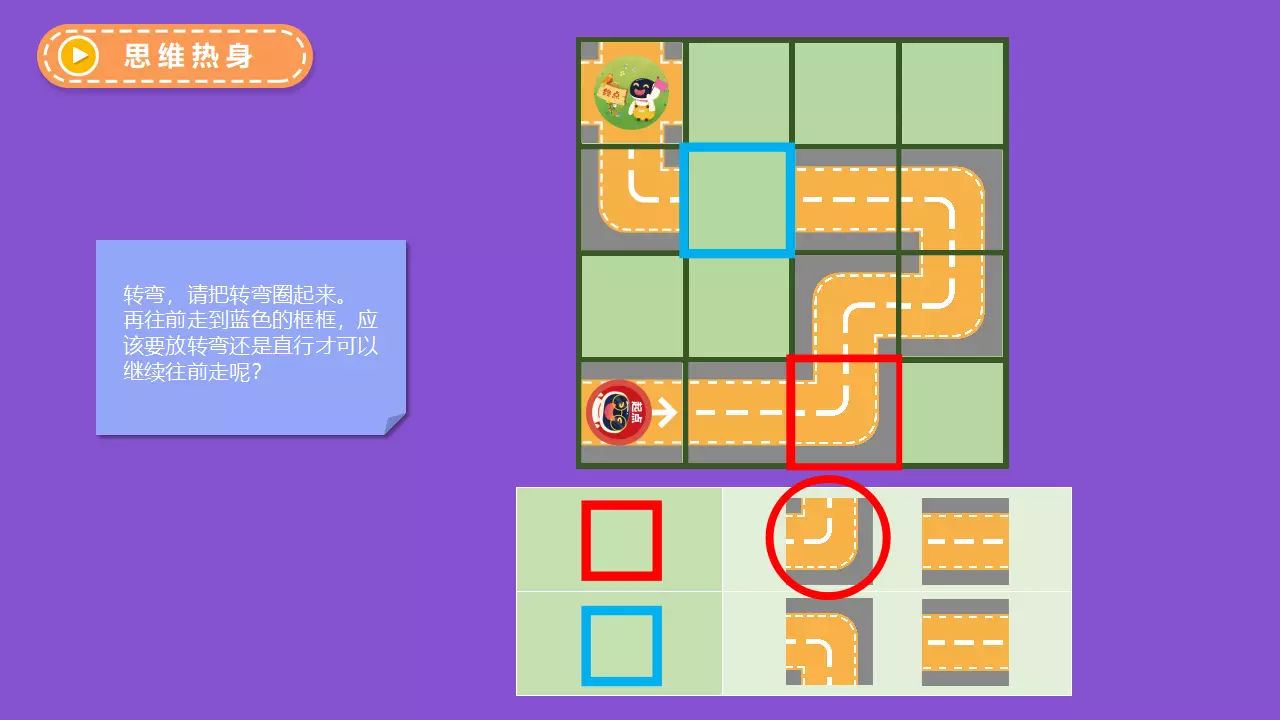 思维热身
终点
转弯，请把转弯圈起来。
再往前走到蓝色的框框，应
该要放转弯还是直行才可以
继续往前走呢？
起点